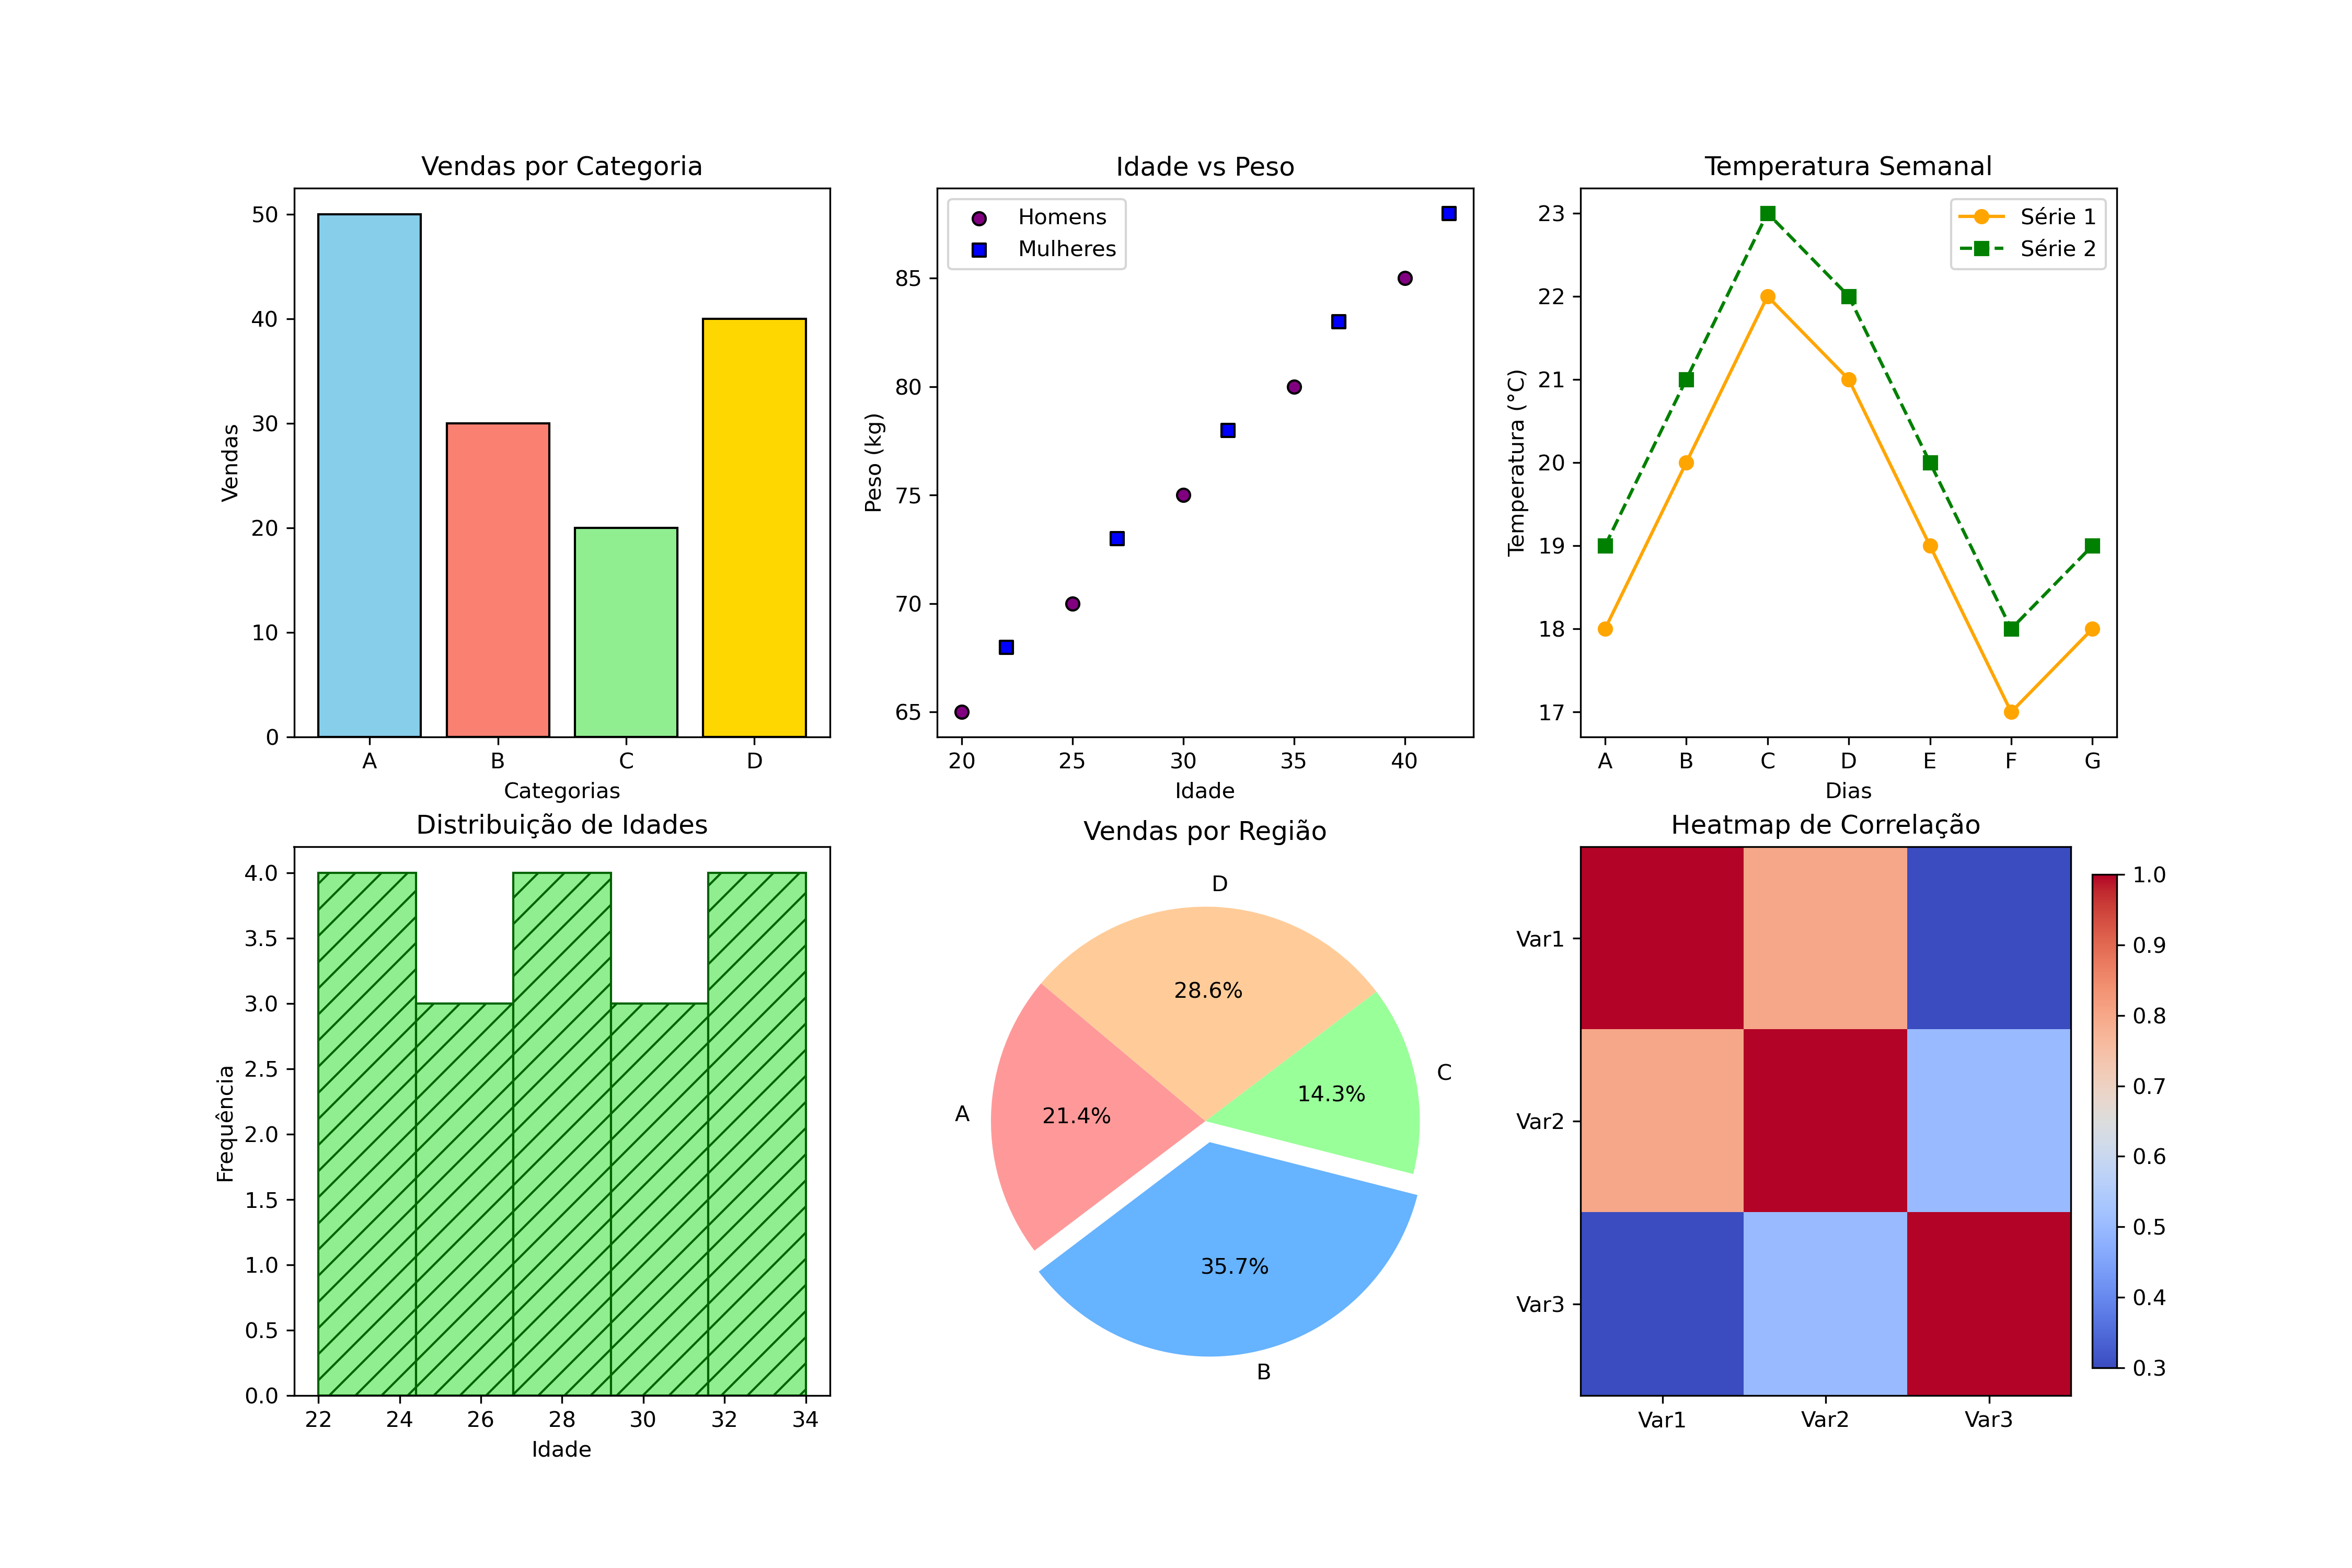 Vendas por Categoria
Vendas
50
40
30
20
10
0
A B C D
Categorias
Idade vs Peso
Homens
Mulheres
Peso (kg)
85
80
75
70
65
20 25 30 35 40
Idade
Temperatura Semanal
Série 1
Série 2
Temperatura (°C)
23
22
21
20
19
18
17
A B C D E F G
Dias
Distribuição de Idades
Frequência
4.0
3.5
3.0
2.5
2.0
1.5
1.0
0.5
0.0
22 24 26 28 30 32 34
Idade
Vendas por Região
D
28.6%
C
14.3%
A
21.4%
35.7%
B
Heatmap de Correlação
Var1
Var2
Var3
Var1 Var2 Var3
1.0
0.9
0.8
0.7
0.6
0.5
0.4
0.3